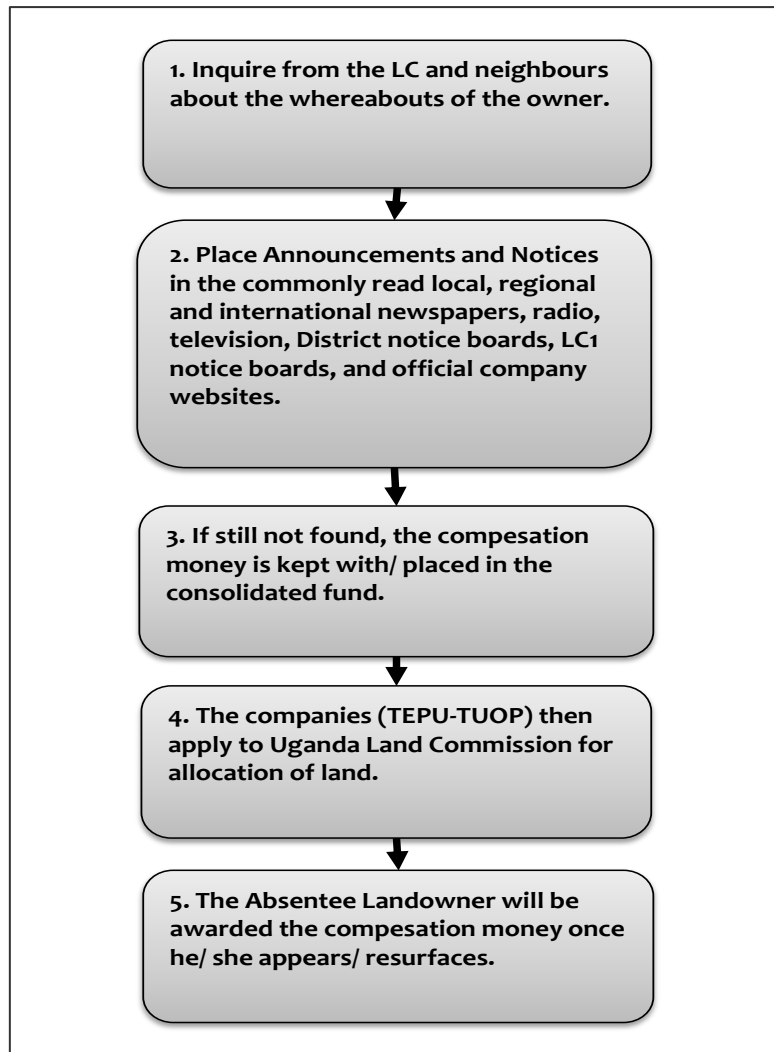 1. Inquire from the LC and neighbours
about the whereabouts of the owner.
2. Place Announcements and Notices
in the commonly read local, regional
and international newspapers, radio,
television, District notice boards, LC1
notice boards, and official company
websites.
3. If still not found, the compesation
money is kept with/ placed in the
consolidated fund.
4. The companies (TEPU-TUOP) then
apply to Uganda Land Commission for
allocation of land.
5. The Absentee Landowner will be
awarded the compesation money once
he/ she appears/ resurfaces.